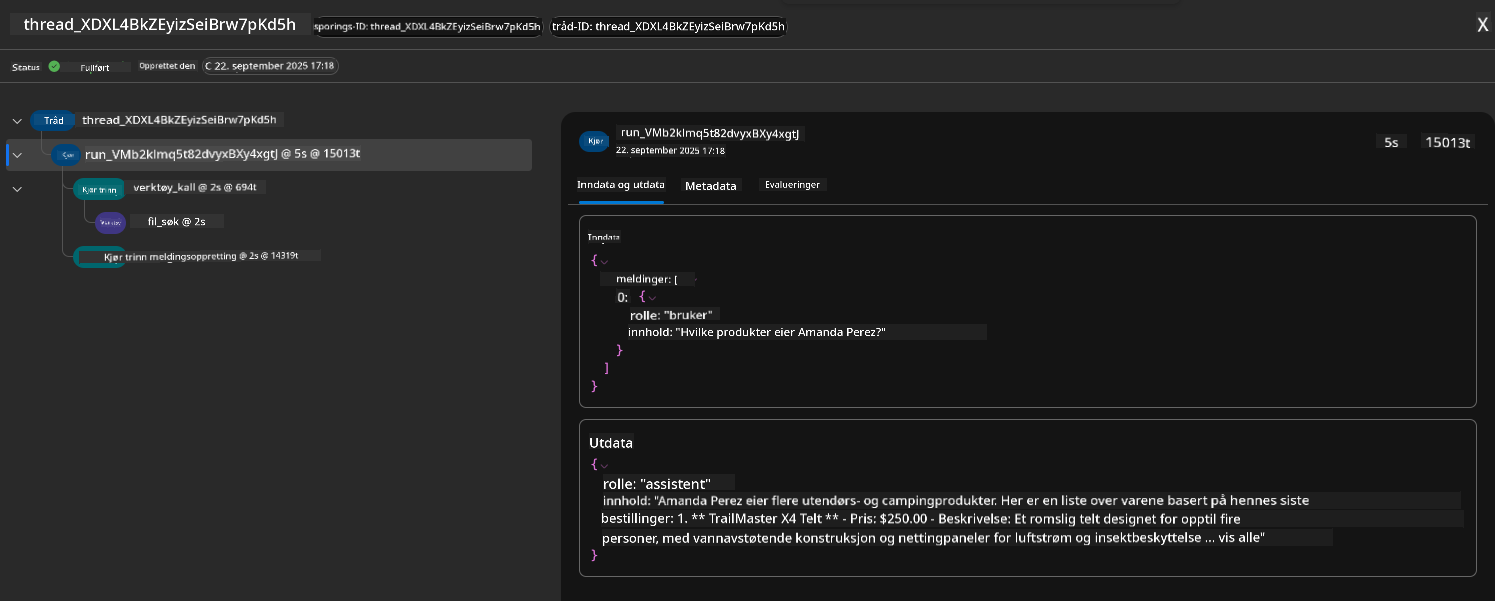 thread_XDXL4BkZEyizSeiBrw7pKd5h
sporings-ID: thread_XDXL4BkZEyizSeiBrw7pKd5h
tråd-ID: thread_XDXL4BkZEyizSeiBrw7pKd5h
X
Status Fullført Opprettet den C 22. september 2025 17:18
Tråd thread_XDXL4BkZEyizSeiBrw7pKd5h
Kjør run_VMb2klmq5t82dvyxBXy4xgtJ @ 5s @ 15013t
Kjør trinn verktøy_kall @ 2s @ 694t
Verktøy fil_søk @ 2s
Kjør trinn meldingsoppretting @ 2s @ 14319t
Kjør run_VMb2klmq5t82dvyxBXy4xgtJ 5s 15013t
22. september 2025 17:18
Inndata og utdata Metadata Evalueringer
Inndata
{
meldinger: [
0: {
rolle: "bruker"
innhold: "Hvilke produkter eier Amanda Perez?"
}
]
}
Utdata
{
rolle: "assistent"
innhold: "Amanda Perez eier flere utendørs- og campingprodukter. Her er en liste over varene basert på hennes siste
bestillinger: 1. ** TrailMaster X4 Telt ** - Pris: $250.00 - Beskrivelse: Et romslig telt designet for opptil fire
personer, med vannavstøtende konstruksjon og nettingpaneler for luftstrøm og insektbeskyttelse ... vis alle"
}